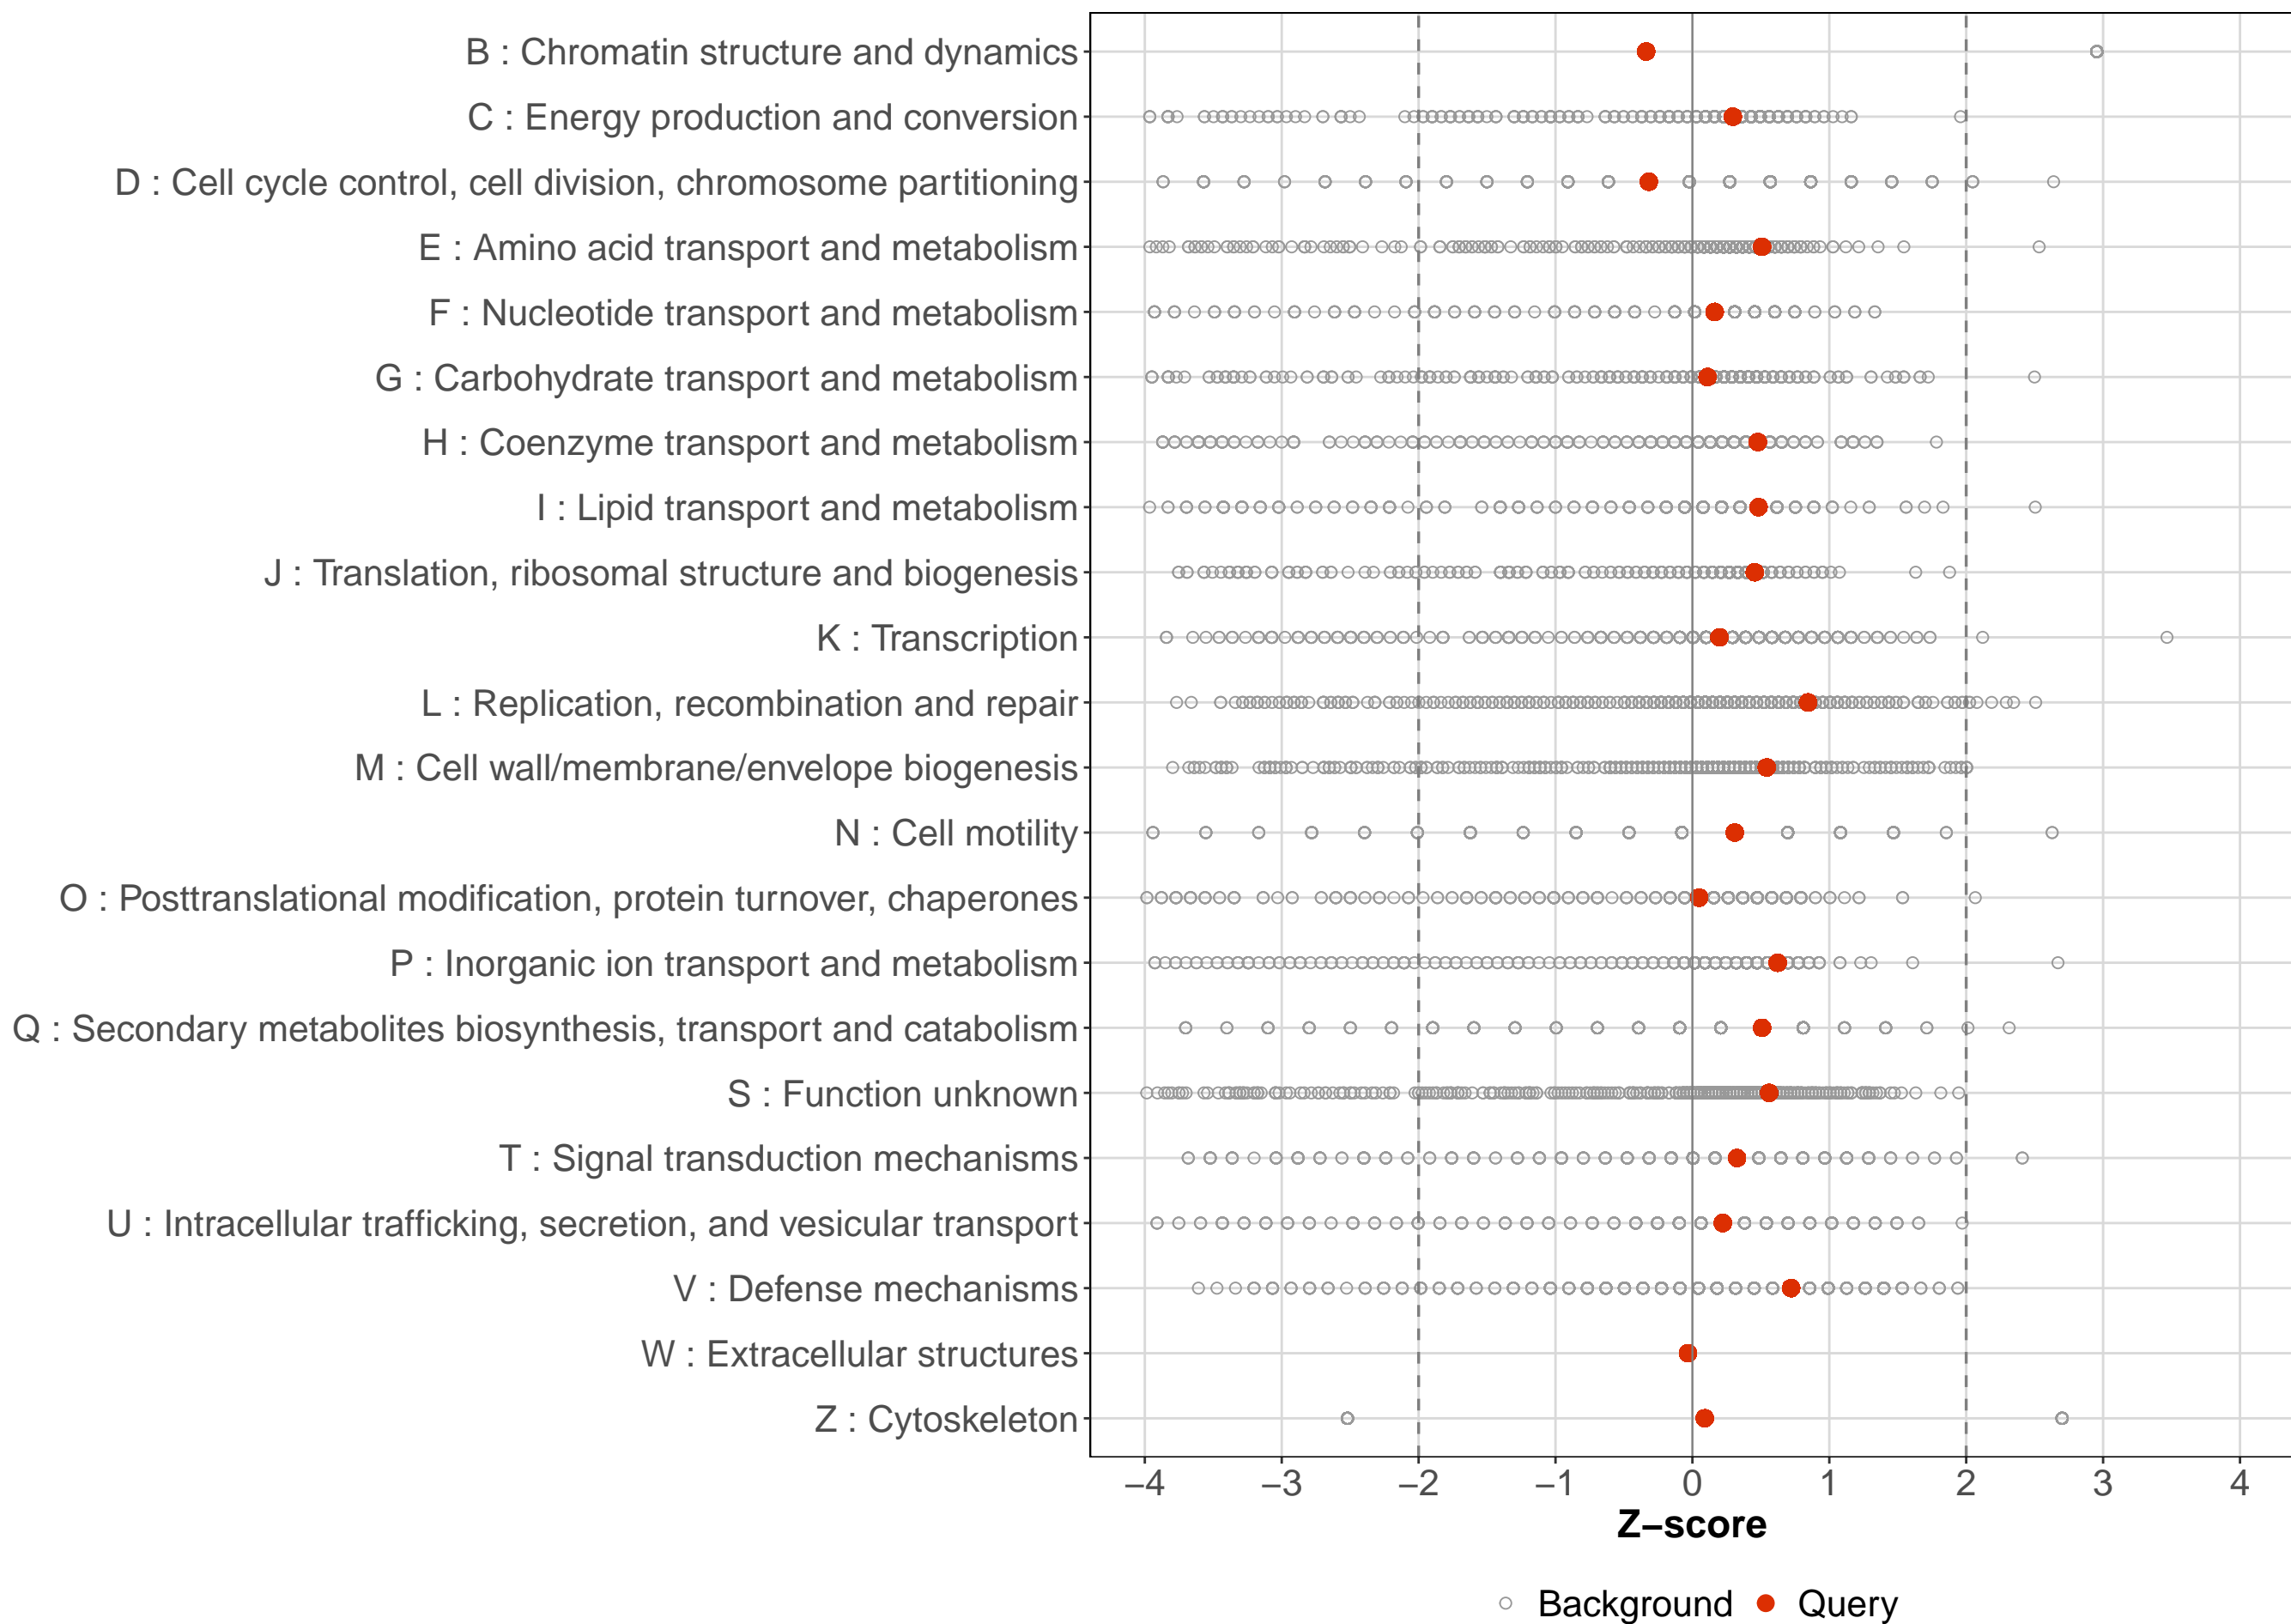 B : Chromatin structure and dynamics
C : Energy production and conversion
D : Cell cycle control, cell division, chromosome partitioning
E : Amino acid transport and metabolism
F : Nucleotide transport and metabolism
G : Carbohydrate transport and metabolism
H : Coenzyme transport and metabolism
I : Lipid transport and metabolism
J : Translation, ribosomal structure and biogenesis
K : Transcription
L : Replication, recombination and repair
M : Cell wall/membrane/envelope biogenesis
N : Cell motility
O : Posttranslational modification, protein turnover, chaperones
P : Inorganic ion transport and metabolism
Q : Secondary metabolites biosynthesis, transport and catabolism
S : Function unknown
T : Signal transduction mechanisms
U : Intracellular trafficking, secretion, and vesicular transport
V : Defense mechanisms
W : Extracellular structures
Z : Cytoskeleton
−4 −3 −2 −1 0 1 2 3 4
Z−score
Background Query